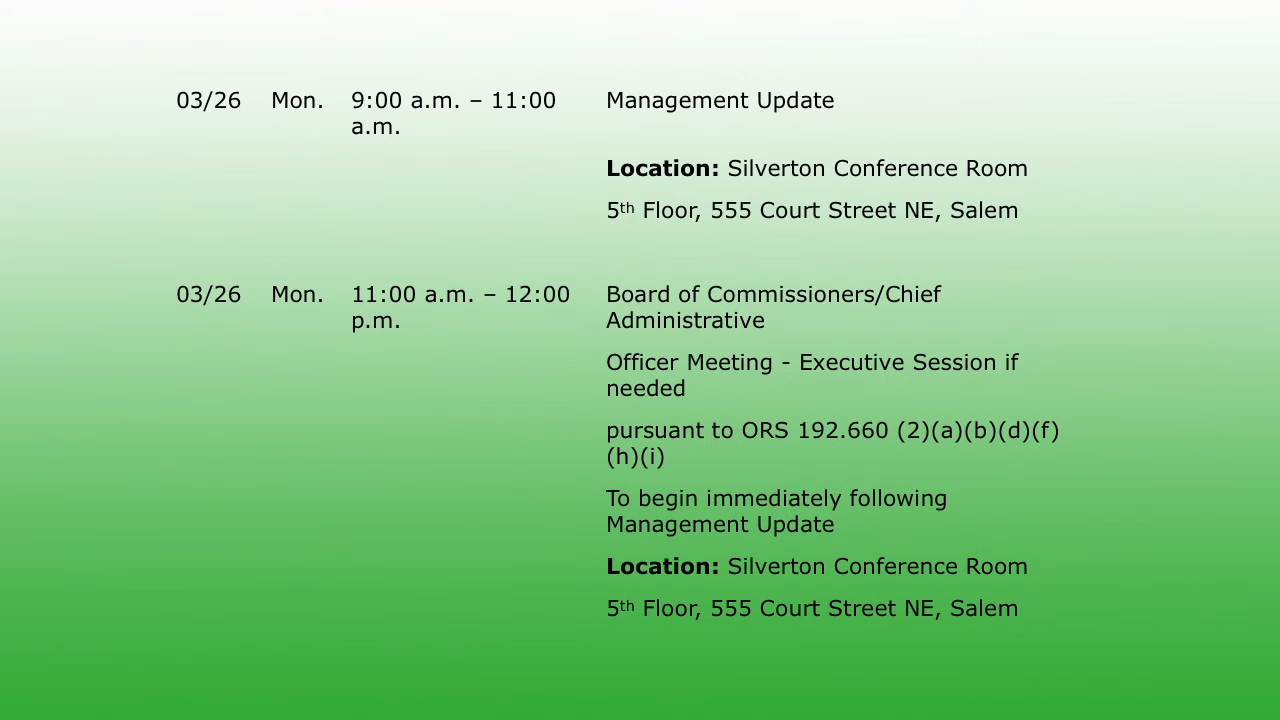 03/26 Mon. 9:00 a.m. – 11:00 a.m. Management Update
Location: Silverton Conference Room
5th Floor, 555 Court Street NE, Salem
03/26 Mon. 11:00 a.m. – 12:00 p.m. Board of Commissioners/Chief
Administrative
Officer Meeting - Executive Session if
needed
pursuant to ORS 192.660 (2)(a)(b)(d)(f)
(h)(i)
To begin immediately following
Management Update
Location: Silverton Conference Room
5th Floor, 555 Court Street NE, Salem